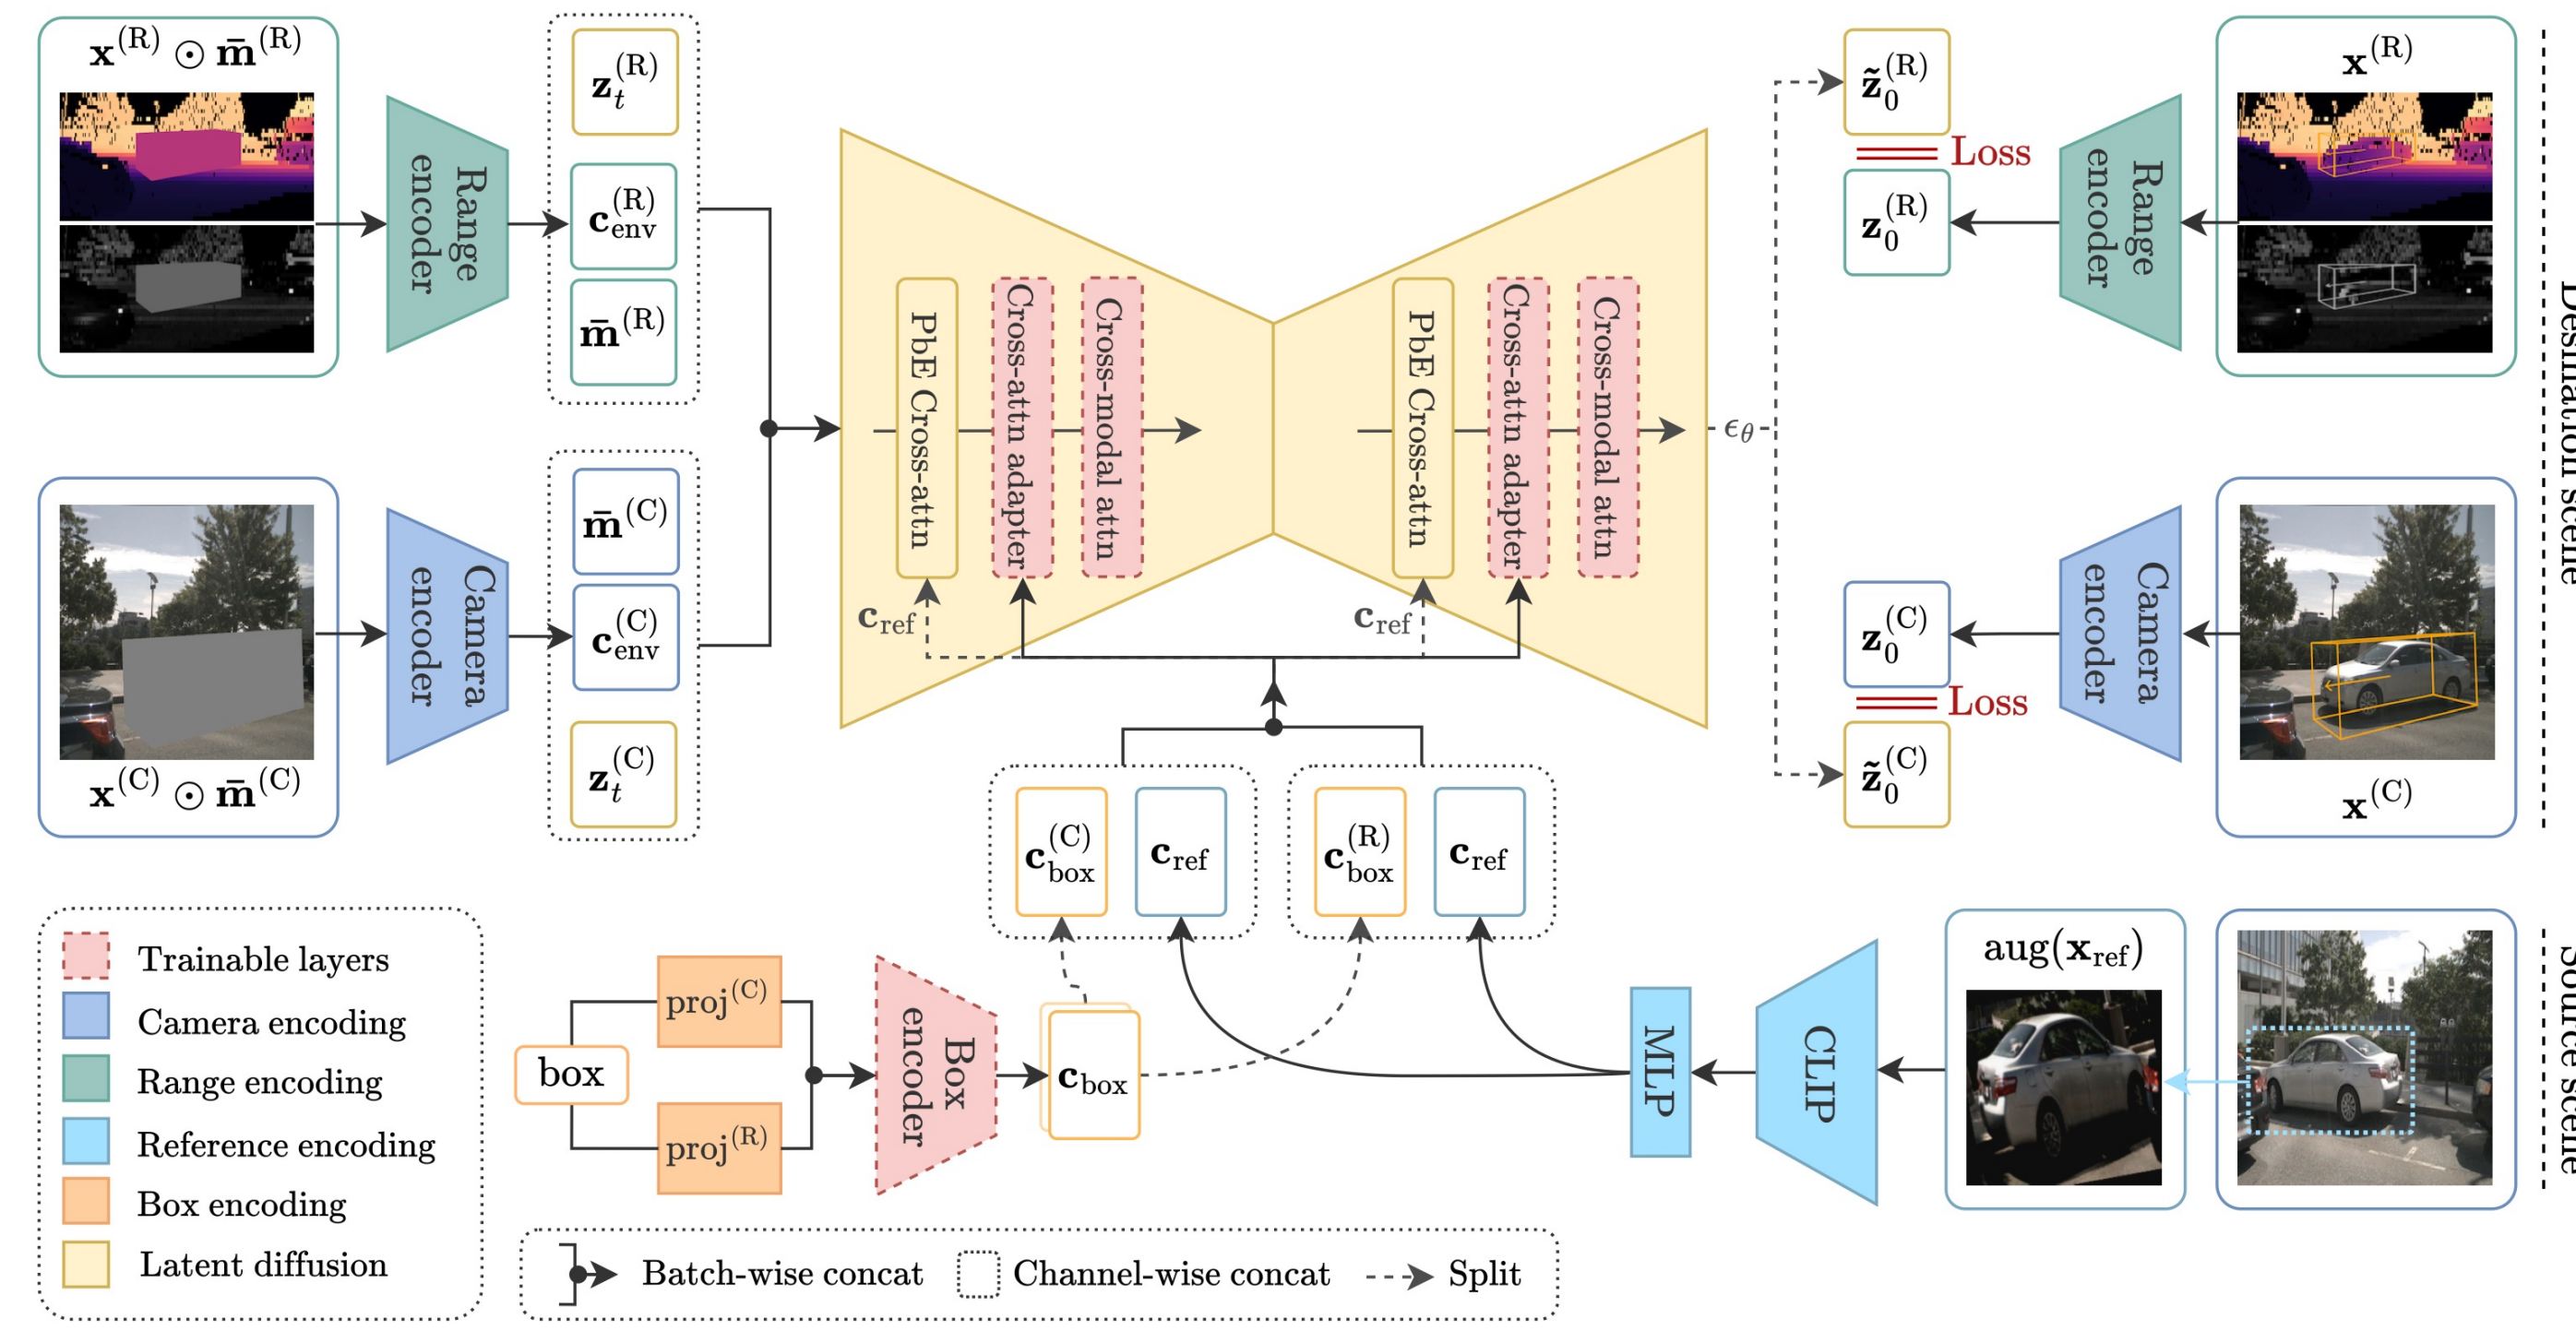 x^(R) ⊙ m̄^(R)
Range encoder
z_t^(R)
c_env^(R)
m̄^(R)
m̄^(C)
c_env^(C)
z_t^(C)
Camera encoder
x^(C) ⊙ m̄^(C)
PbE Cross-attn
Cross-attn adapter
Cross-modal attn
c_ref
PbE Cross-attn
Cross-attn adapter
Cross-modal attn
c_ref
ϵ_θ
z̃_0^(R)
Loss
z_0^(R)
Range encoder
x^(R)
z_0^(C)
Loss
z̃_0^(C)
Camera encoder
x^(C)
Destination scene
c_box^(C)
c_ref
c_box^(R)
c_ref
box
proj^(C)
proj^(R)
Box encoder
c_box
MLP
CLIP
aug(x_ref)
Source scene
Trainable layers
Camera encoding
Range encoding
Reference encoding
Box encoding
Latent diffusion
Batch-wise concat
Channel-wise concat
Split